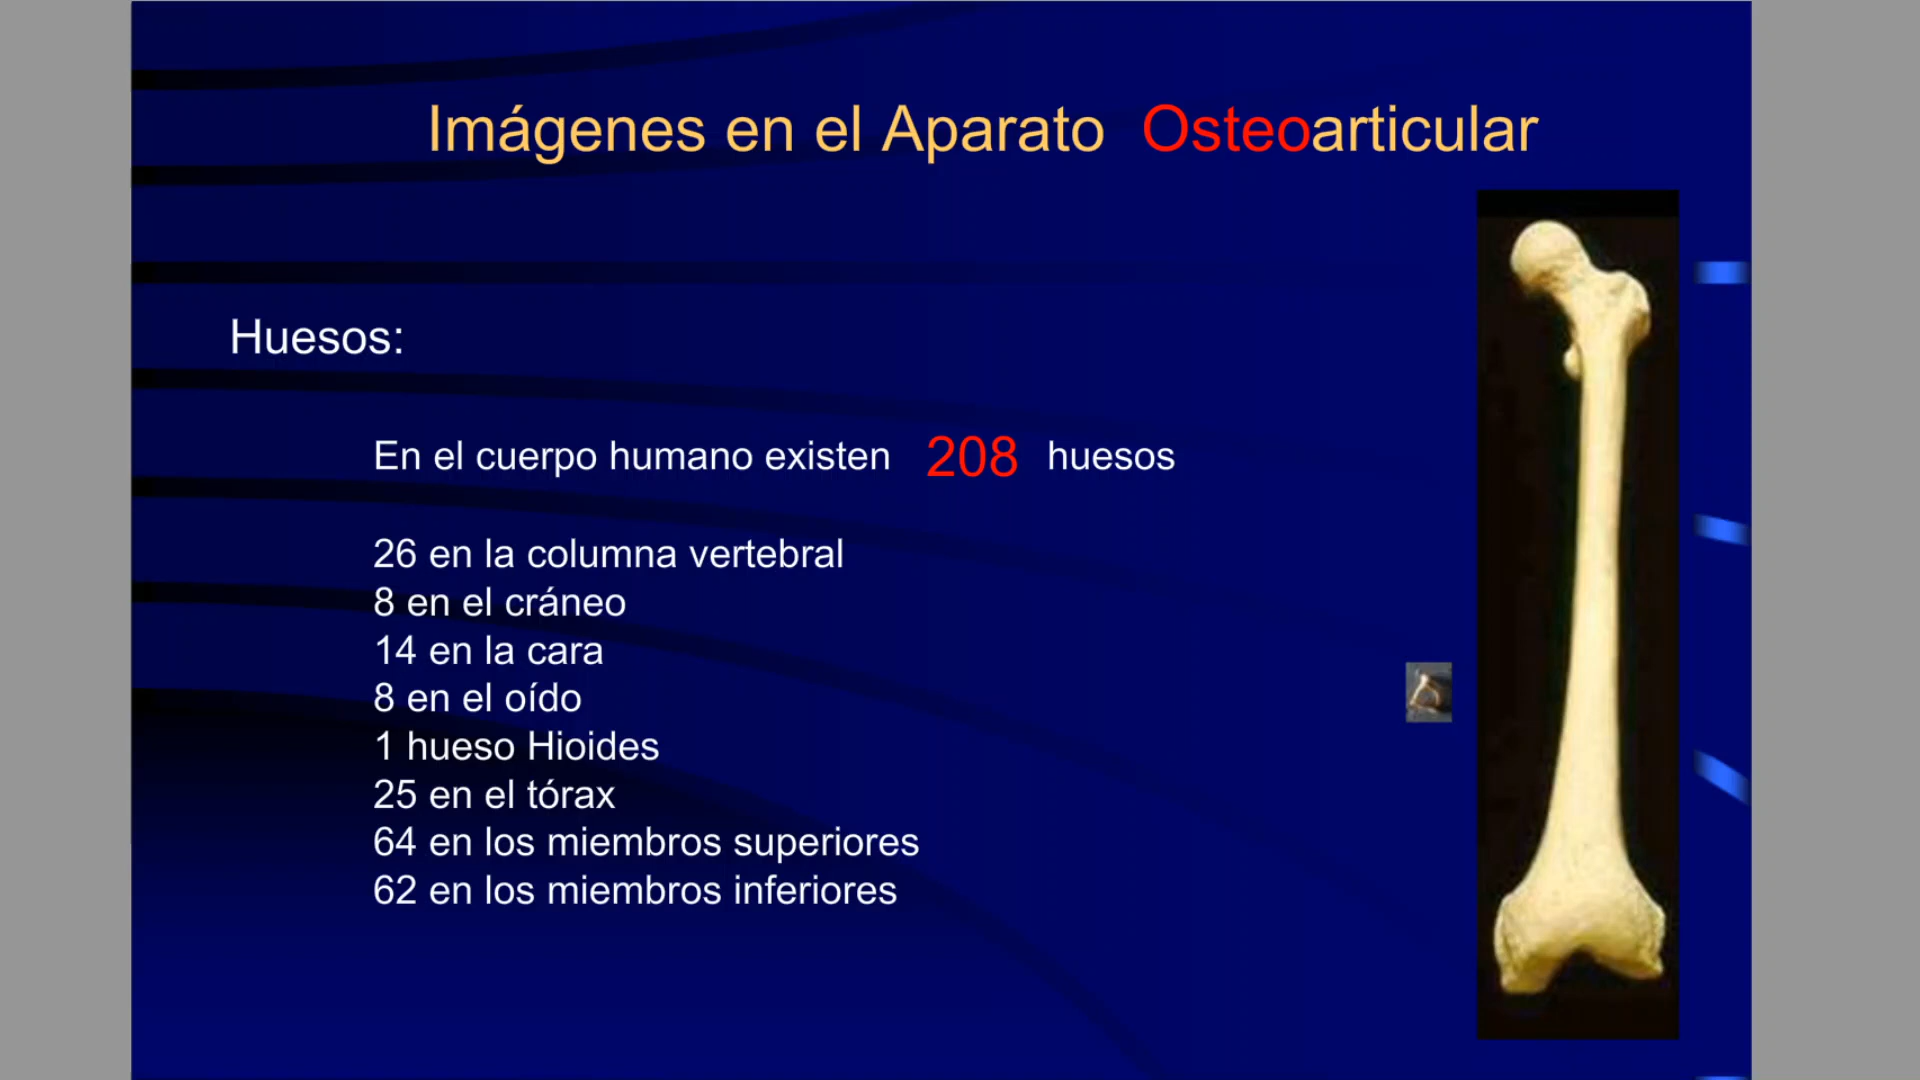 Imágenes en el Aparato Osteoarticular
Huesos:
En el cuerpo humano existen 208 huesos
26 en la columna vertebral
8 en el cráneo
14 en la cara
8 en el oído
1 hueso Hioides
25 en el tórax
64 en los miembros superiores
62 en los miembros inferiores